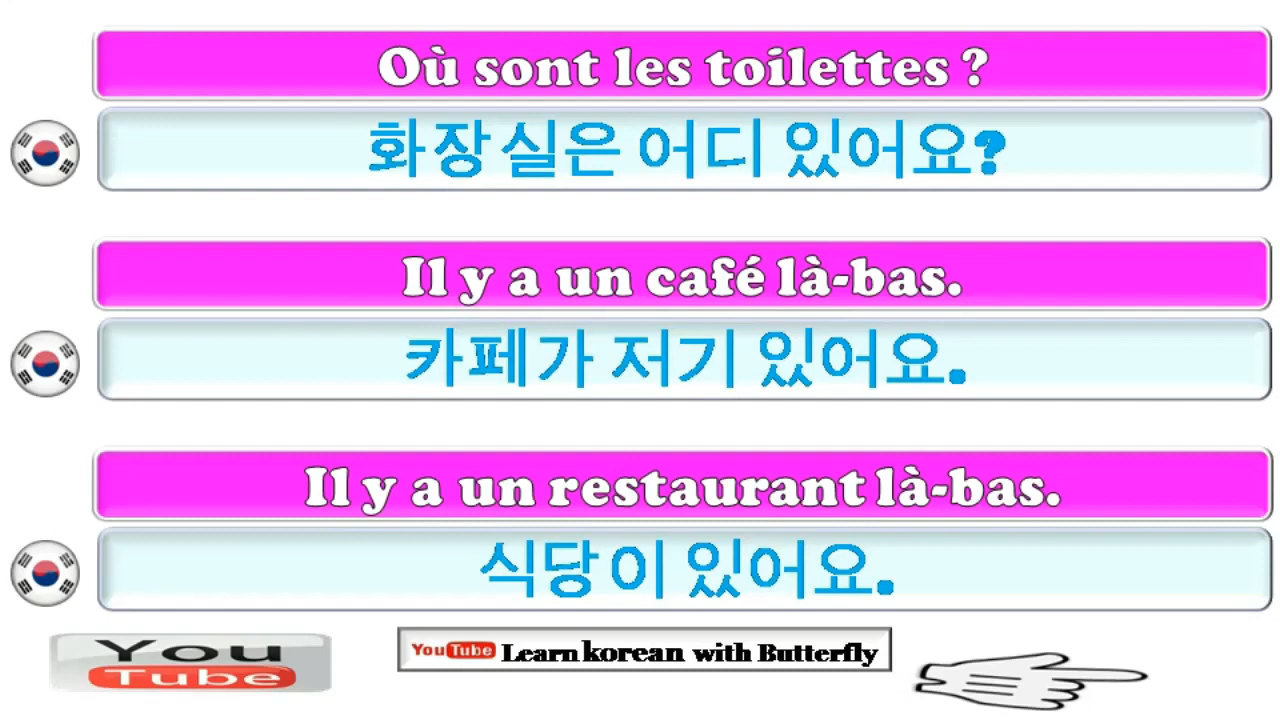 Où sont les toilettes ?
화장실은 어디 있어요?
Il y a un café là-bas.
카페가 저기 있어요.
Il y a un restaurant là-bas.
식당이 있어요.
You
Tube
YouTube Learn korean with Butterfly